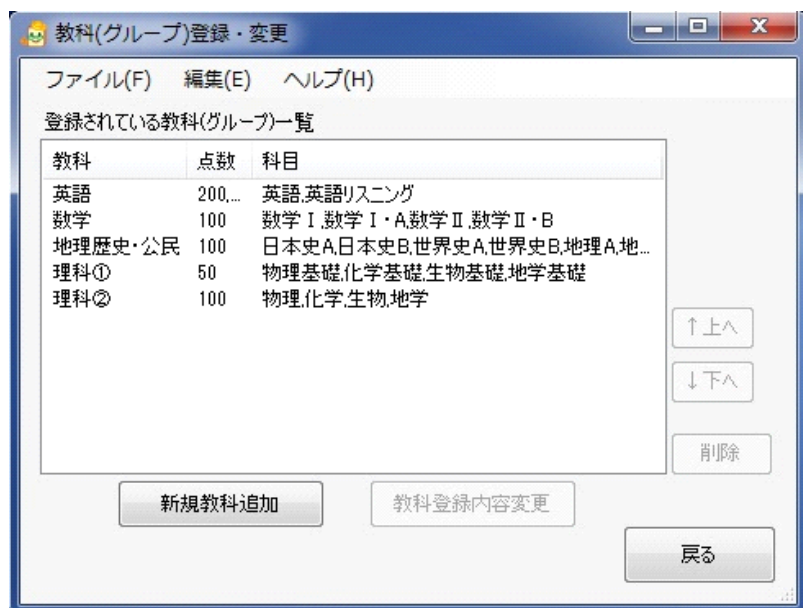 教科(グループ)登録・変更
ファイル(F) 編集(E) ヘルプ(H)
登録されている教科(グループ)一覧
教科 点数 科目
英語 200,... 英語,英語リスニング
数学 100 数学Ⅰ,数学Ⅰ・A,数学Ⅱ,数学Ⅱ・B
地理歴史・公民 100 日本史A,日本史B,世界史A,世界史B,地理A,地...
理科① 50 物理基礎,化学基礎,生物基礎,地学基礎
理科② 100 物理,化学,生物,地学
↑上へ
↓下へ
削除
新規教科追加 教科登録内容変更
戻る